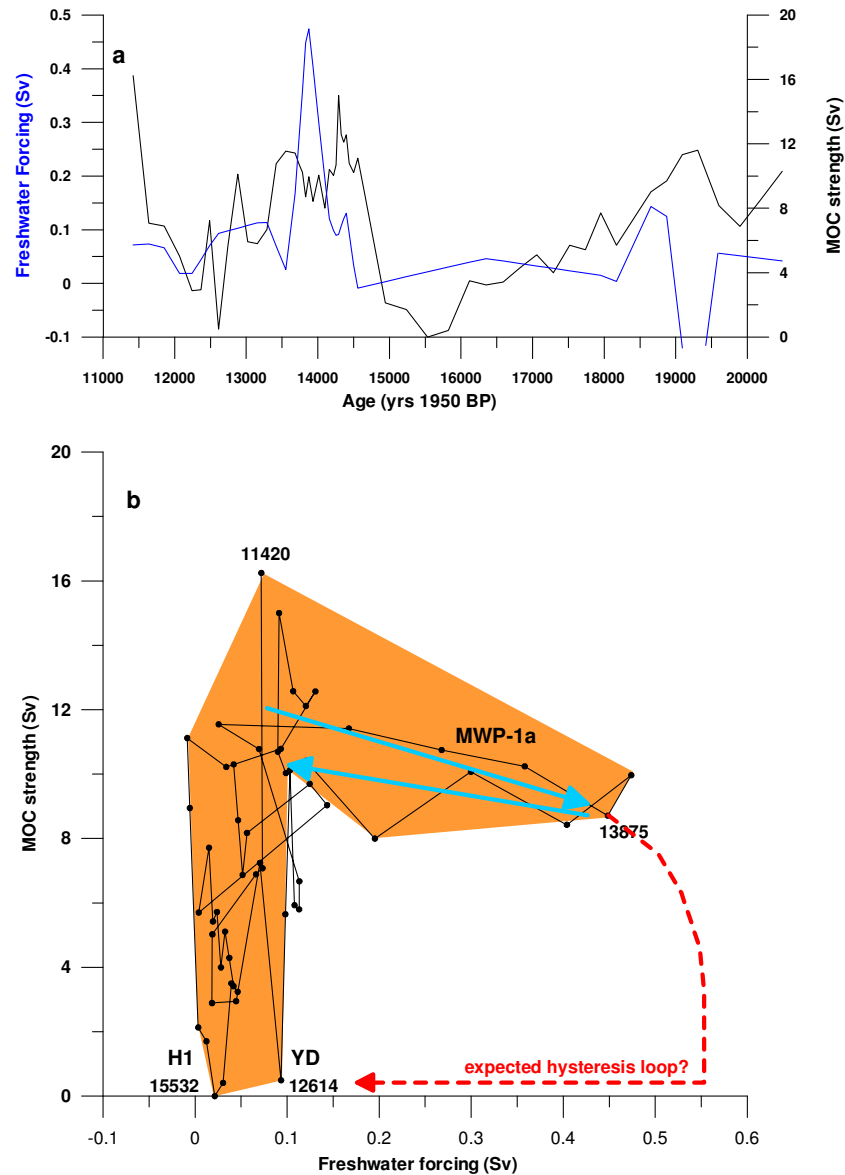 0.5
0.4
0.3
0.2
0.1
0
-0.1
Freshwater Forcing (Sv)
a
20
16
12
8
4
0
MOC strength (Sv)
11000 12000 13000 14000 15000 16000 17000 18000 19000 20000
Age (yrs 1950 BP)
20
16
12
8
4
0
MOC strength (Sv)
b
11420
MWP-1a
13875
H1
YD
15532
12614
expected hysteresis loop?
-0.1 0 0.1 0.2 0.3 0.4 0.5 0.6
Freshwater forcing (Sv)